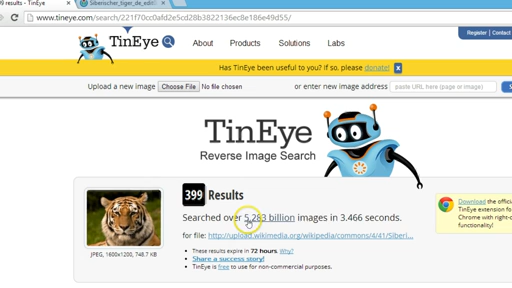 99 results - TinEye
Siberischer_tiger_de_edit0
www.tineye.com/search/221f70cc0afd2e5cd28b3822136ec8e186e49d55/
Register | Contact
TinEye
About Products Solutions Labs
Has TinEye been useful to you? if so, please donate! X
Upload a new image Choose File No file chosen or enter new image address paste URL here (page or image)
TinEye
Reverse Image Search
399 Results
Searched over 5.283 billion images in 3.466 seconds.
for file: http://upload.wikimedia.org/wikipedia/commons/4/41/Siberi...
These results expire in 72 hours. Why?
Share a success story!
TinEye is free to use for non-commercial purposes.
JPEG, 1600x1200, 748.7 KB
Download the official
TinEye extension for
Chrome with right-c
functionality!